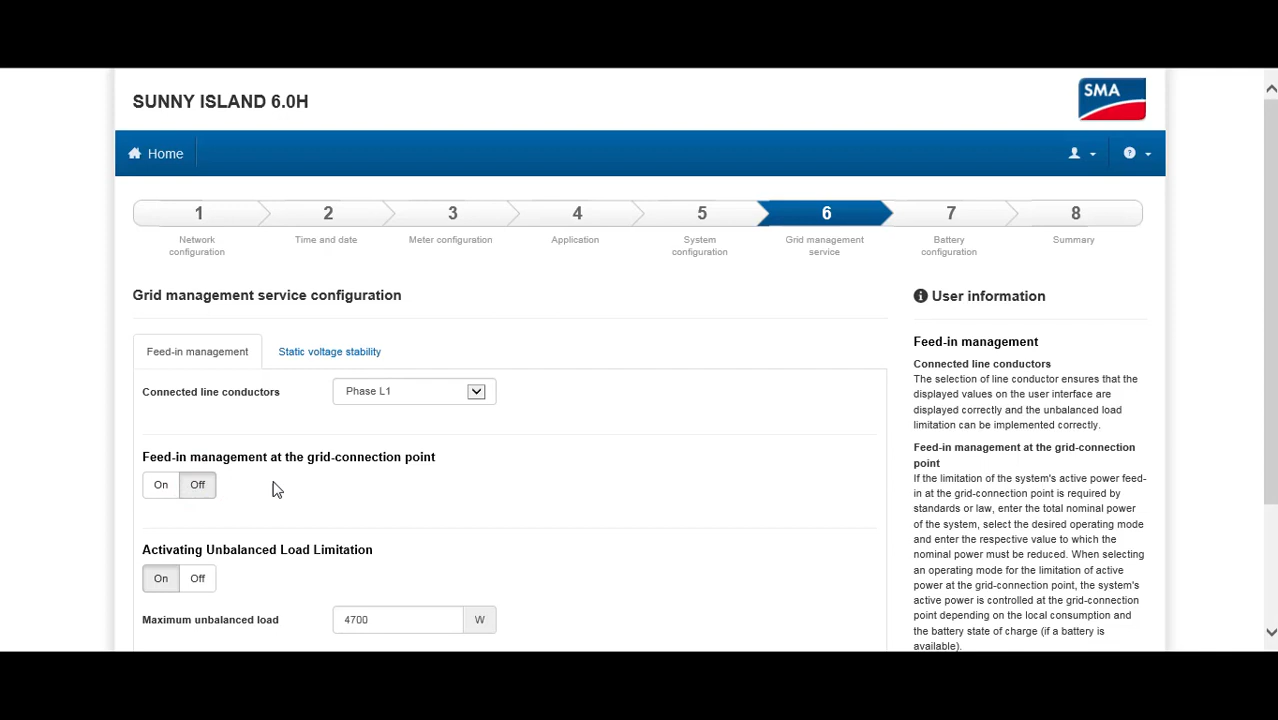 SUNNY ISLAND 6.0H
SMA
Home
1
2
3
4
5
6
7
8
Network
configuration
Time and date
Meter configuration
Application
System
configuration
Grid management
service
Battery
configuration
Summary
Grid management service configuration
Feed-in management
Static voltage stability
Connected line conductors
Phase L1
Feed-in management at the grid-connection point
On
Off
Activating Unbalanced Load Limitation
On
Off
Maximum unbalanced load
4700
W
User information
Feed-in management
Connected line conductors
The selection of line conductor ensures that the
displayed values on the user interface are
displayed correctly and the unbalanced load
limitation can be implemented correctly.
Feed-in management at the grid-connection
point
If the limitation of the system's active power feed-
in at the grid-connection point is required by
standards or law, enter the total nominal power
of the system, select the desired operating mode
and enter the respective value to which the
nominal power must be reduced. When selecting
an operating mode for the limitation of active
power at the grid-connection point, the system's
active power is controlled at the grid-connection
point depending on the local consumption and
the battery state of charge (if a battery is
available).